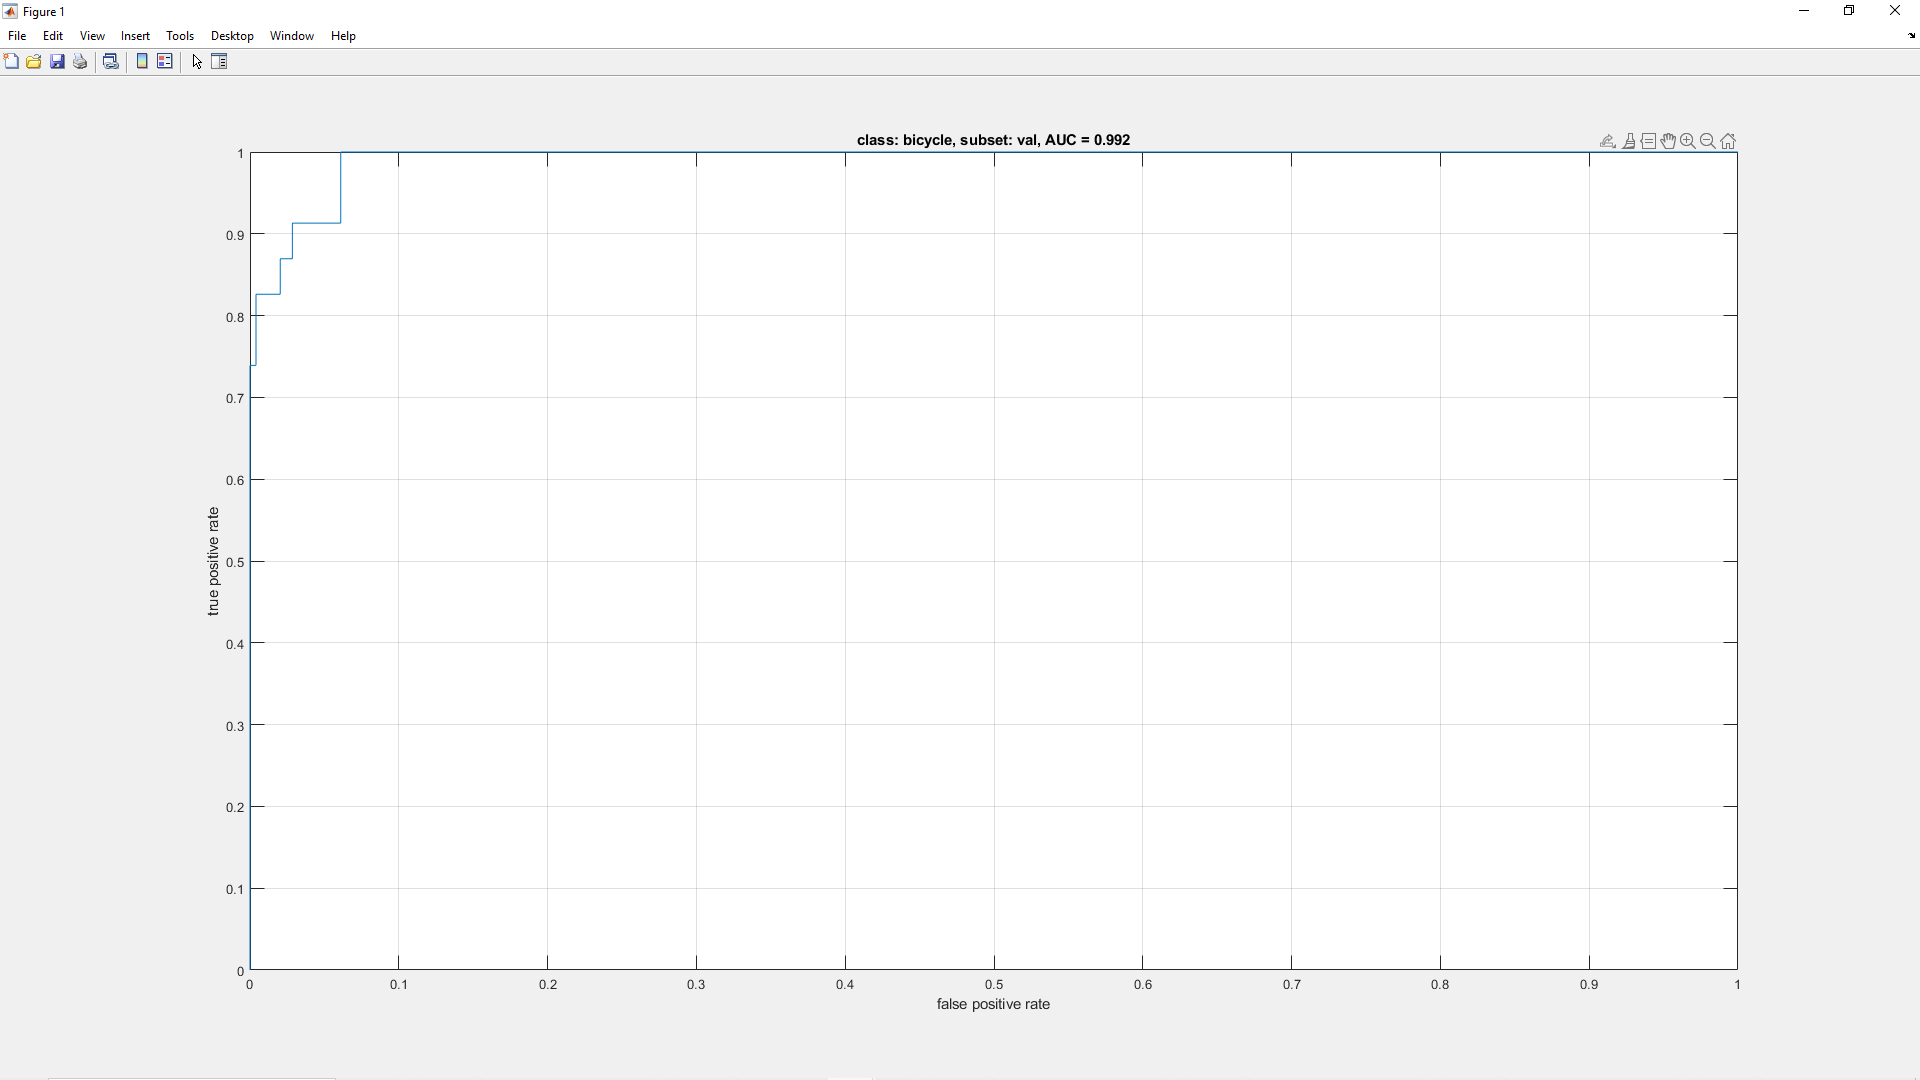 Figure 1
File Edit View Insert Tools Desktop Window Help
class: bicycle, subset: val, AUC = 0.992
1
0.9
0.8
0.7
0.6
0.5
0.4
0.3
0.2
0.1
0
true positive rate
0 0.1 0.2 0.3 0.4 0.5 0.6 0.7 0.8 0.9 1
false positive rate